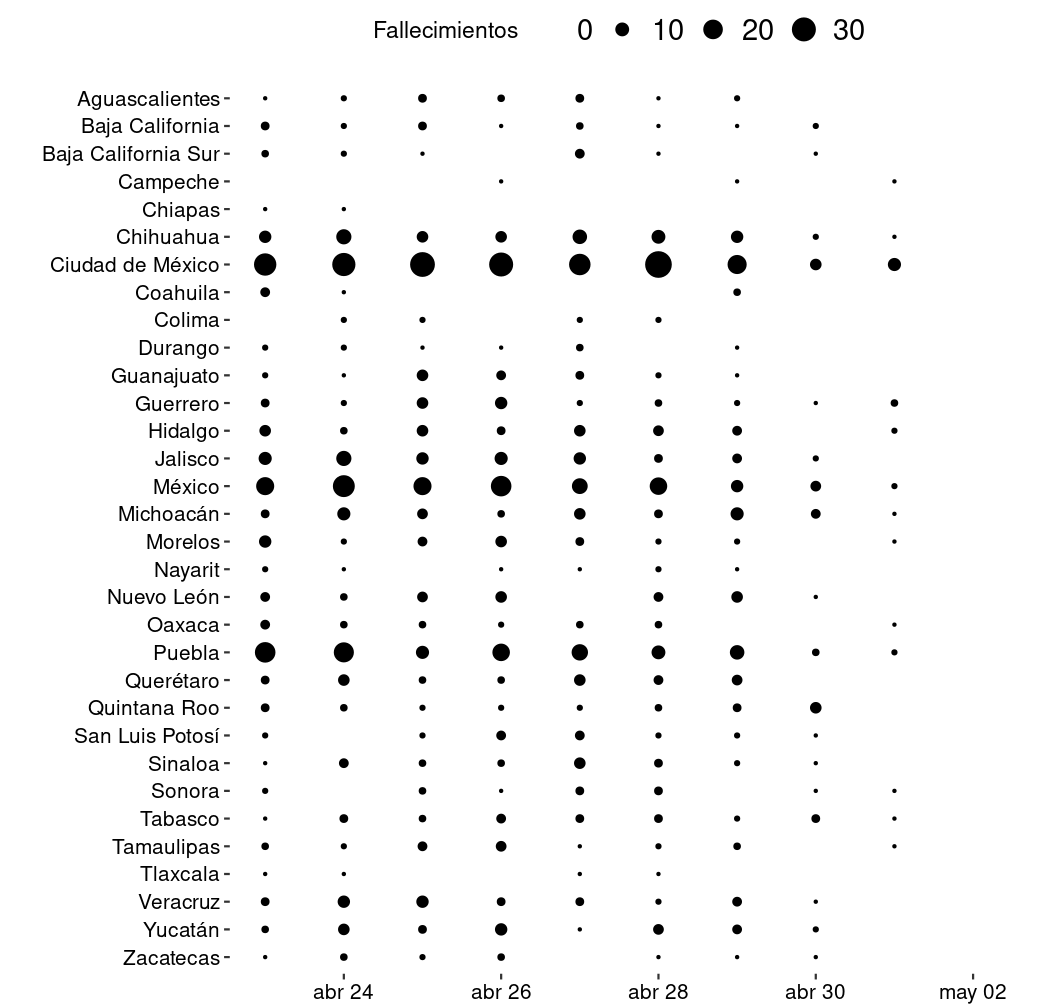 Fallecimientos 0 10 20 30
Aguascalientes
Baja California
Baja California Sur
Campeche
Chiapas
Chihuahua
Ciudad de México
Coahuila
Colima
Durango
Guanajuato
Guerrero
Hidalgo
Jalisco
México
Michoacán
Morelos
Nayarit
Nuevo León
Oaxaca
Puebla
Querétaro
Quintana Roo
San Luis Potosí
Sinaloa
Sonora
Tabasco
Tamaulipas
Tlaxcala
Veracruz
Yucatán
Zacatecas
abr 24 abr 26 abr 28 abr 30 may 02